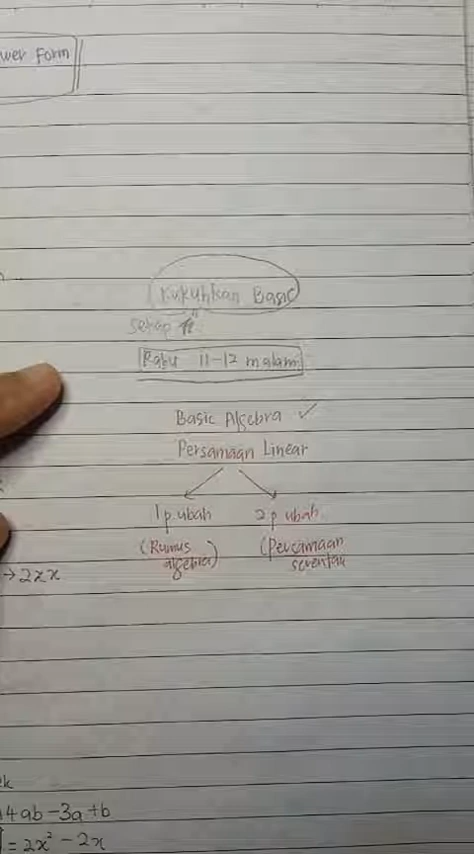 wer Form
Kukuhkan Basic
setiap
Rabu 11-12 malam
Basic Algebra ✓
Persamaan Linear
1 p ubah 2 p ubah
(Rumus (Persamaan
algebra) serentak
→ 2xx
4ab - 3a + b
= 2x² - 2x